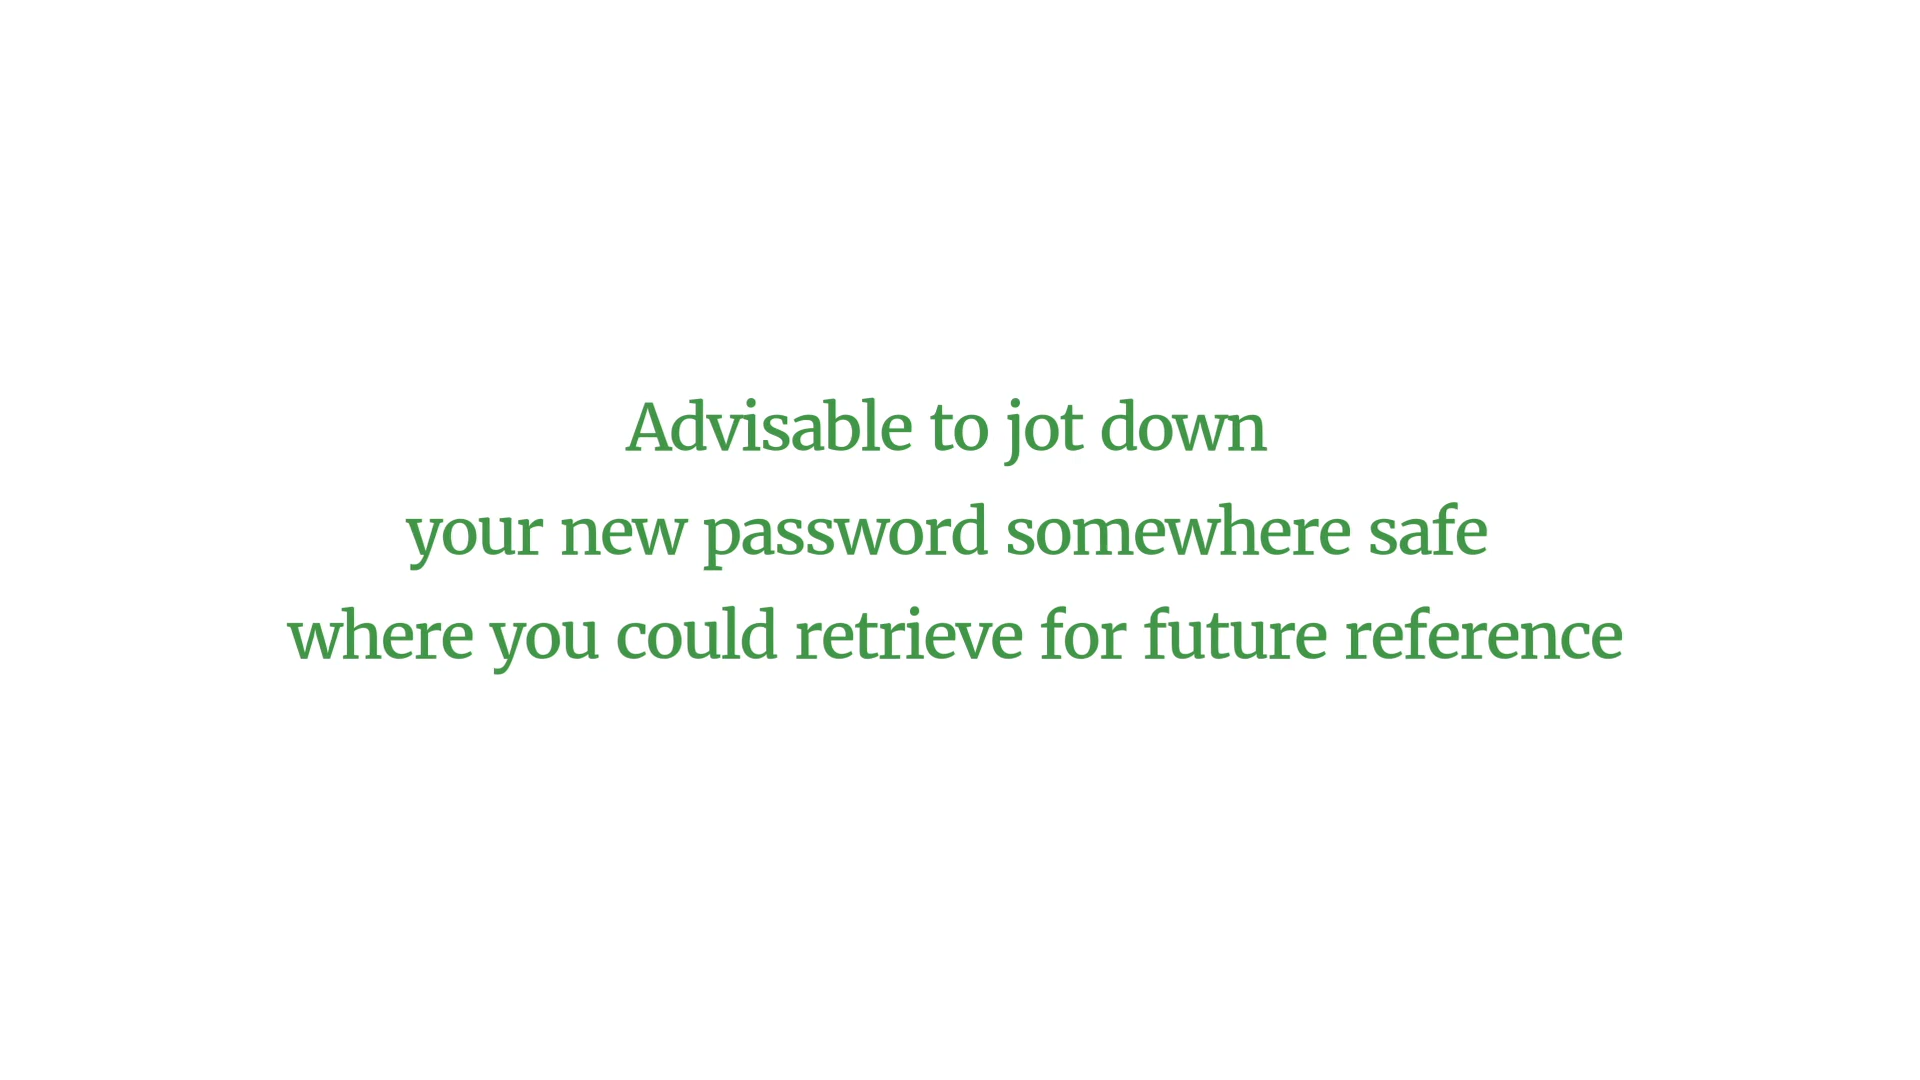 Advisable to jot down
your new password somewhere safe
where you could retrieve for future reference